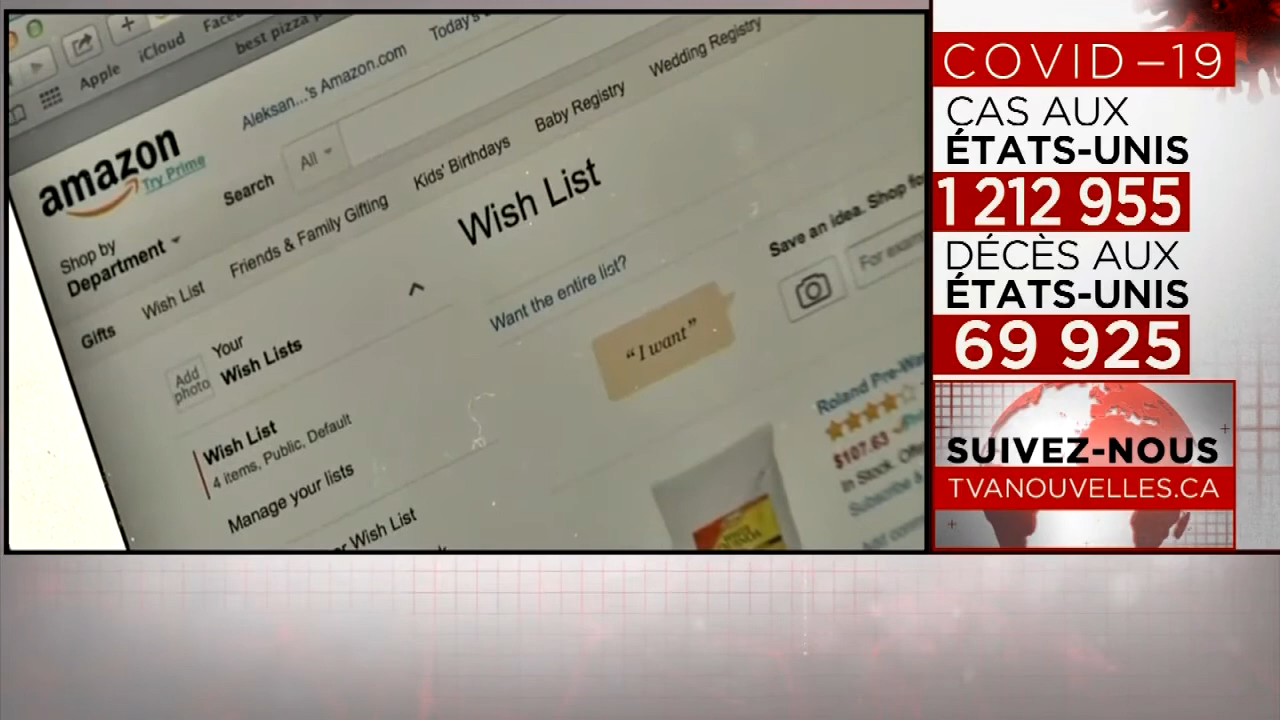 Apple
iCloud
best pizza
Aleksan...'s Amazon.com
Today's
amazon
Try Prime
Search
All
Shop by
Department
Gifts
Wish List
Friends & Family Gifting
Kids' Birthdays
Baby Registry
Wedding Registry
Wish List
Want the entire list?
"I want"
Save an idea. Shop
Add
photo
Your
Wish Lists
Wish List
4 items, Public, Default
Manage your lists
Wish List
Roland
$107.63
In Stock.
Subscribe &
COVID–19
CAS AUX
ÉTATS-UNIS
1 212 955
DÉCÈS AUX
ÉTATS-UNIS
69 925
SUIVEZ-NOUS
TVANOUVELLES.CA